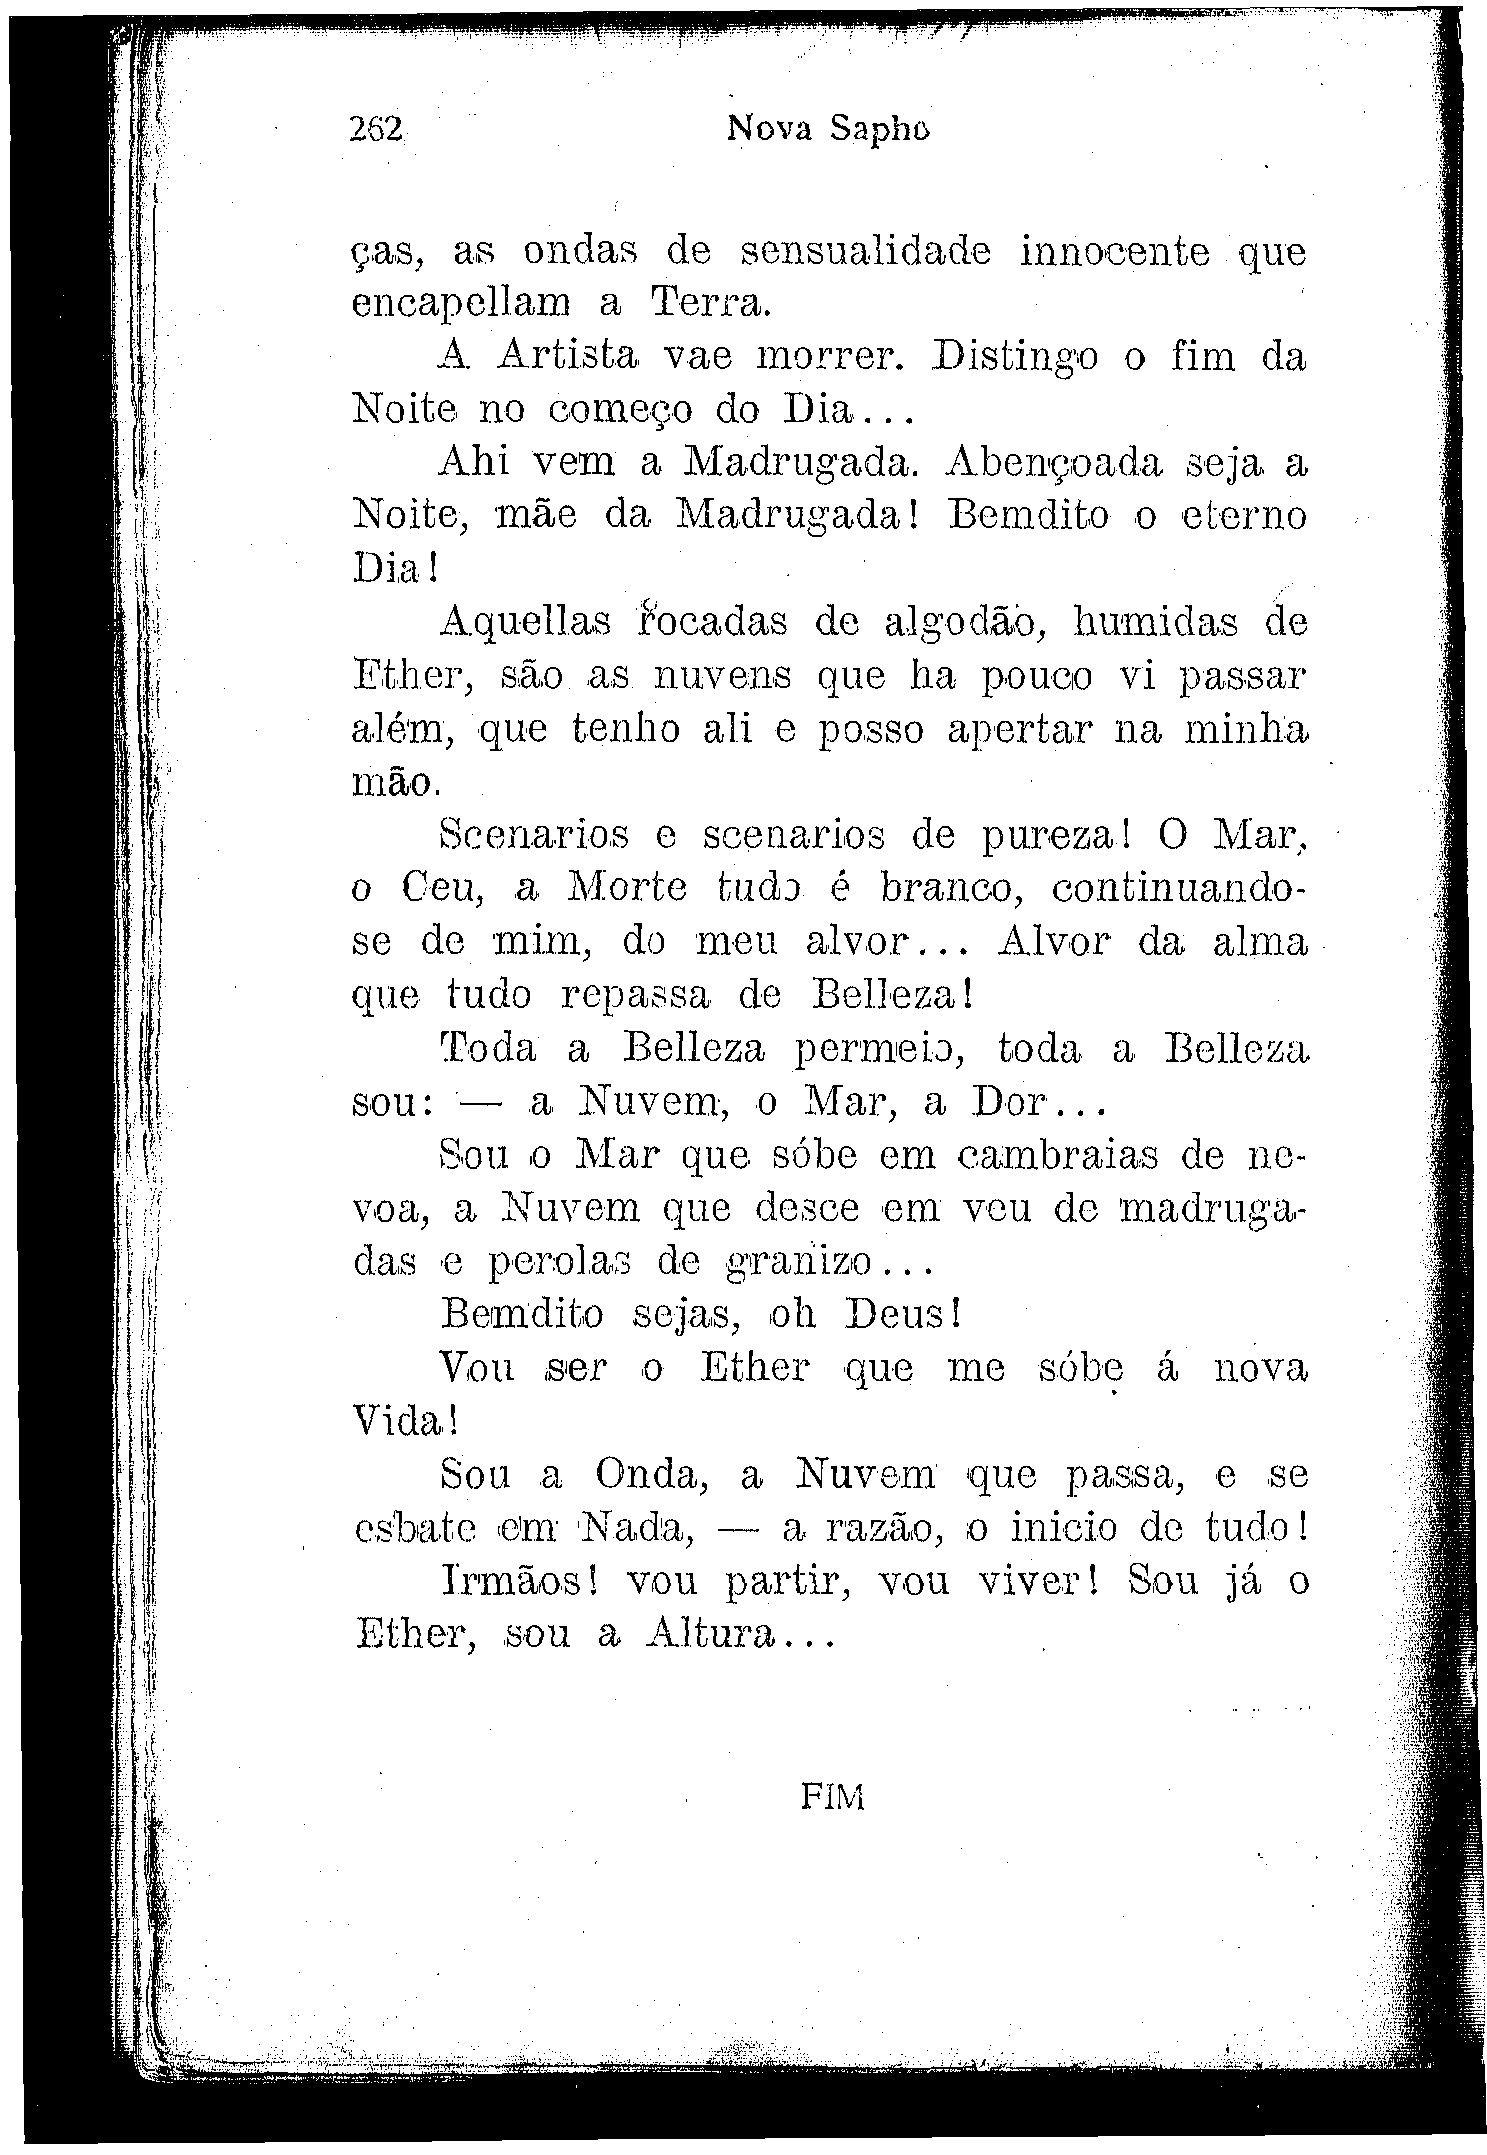 262
Nova Sapho
ças, as ondas de sensualidade innocente que
encapellam a Terra.
A Artista vae morrer. Distingo o fim da
Noite no começo do Dia...
Ahi vem a Madrugada. Abençoada seja a
Noite, mãe da Madrugada! Bemdito o eterno
Dia!
Aquellas rocadas de algodão, humidas de
Ether, são as nuvens que ha pouco vi passar
além, que tenho ali e posso apertar na minha
mão.
Scenarios e scenarios de pureza! O Mar,
o Ceu, a Morte tudo é branco, continuando-
se de mim, do meu alvor... Alvor da alma
que tudo repassa de Belleza!
Toda a Belleza permeio, toda a Belleza
sou: — a Nuvem, o Mar, a Dor...
Sou o Mar que sóbe em cambraias de ne-
voa, a Nuvem que desce em veu de madruga-
das e perolas de granizo...
Bemdito sejas, oh Deus!
Vou ser o Ether que me sóbe á nova
Vida!
Sou a Onda, a Nuvem que passa, e se
esbate em Nada, — a razão, o inicio de tudo!
Irmãos! vou partir, vou viver! Sou já o
Ether, sou a Altura...
FIM